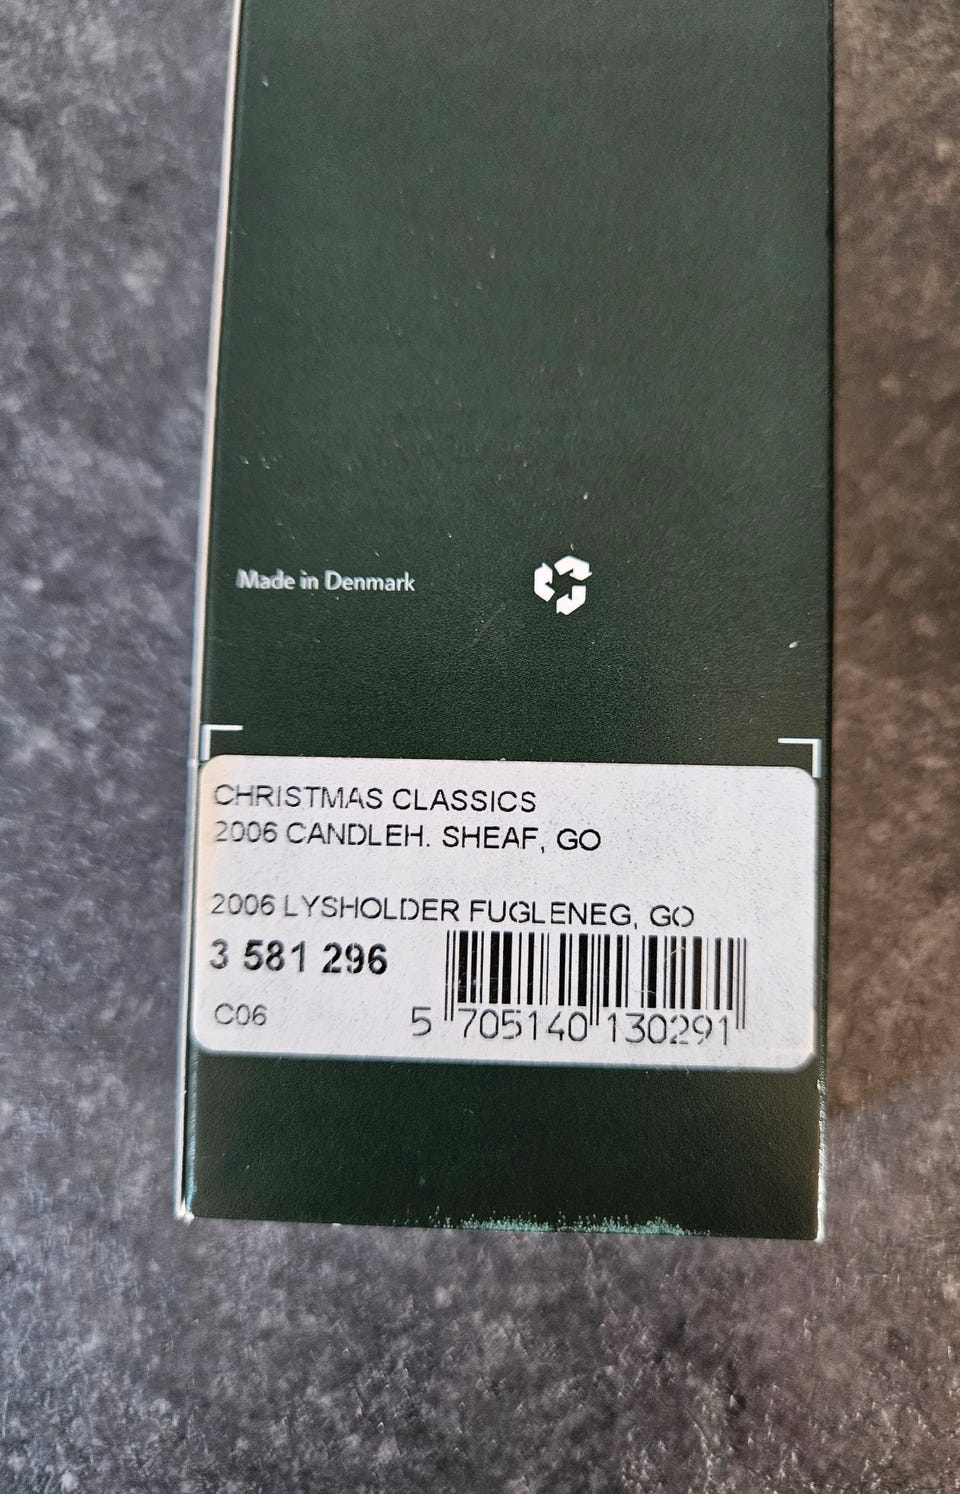 Made in Denmark
CHRISTMAS CLASSICS
2006 CANDLEH. SHEAF, GO
2006 LYSHOLDER FUGLENEG, GO
3 581 296
C06
5 705140 130291